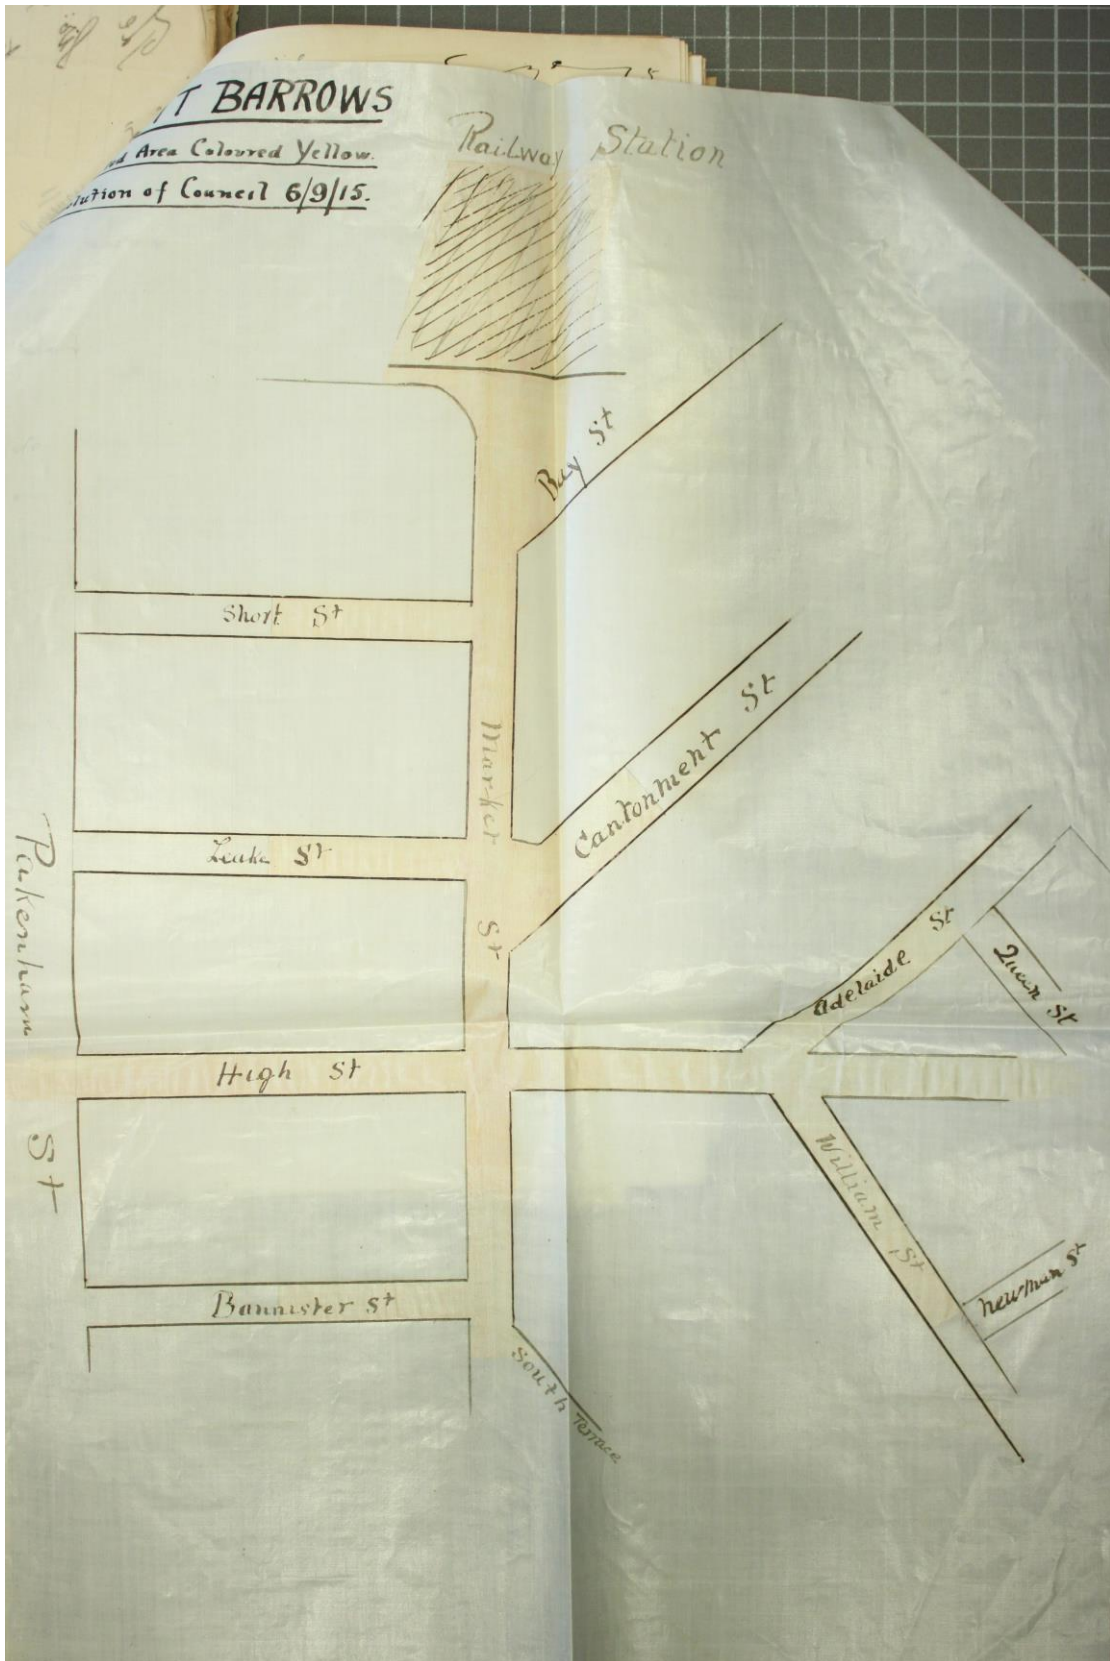 T BARROWS
Area Coloured Yellow.
of Council 6/9/15.
Railway Station
Bay St
Short St
Market St
Cantonment St
Leake St
Pakenham St
Adelaide St
Queen St
High St
William St
Newman St
Bannister St
South Terrace